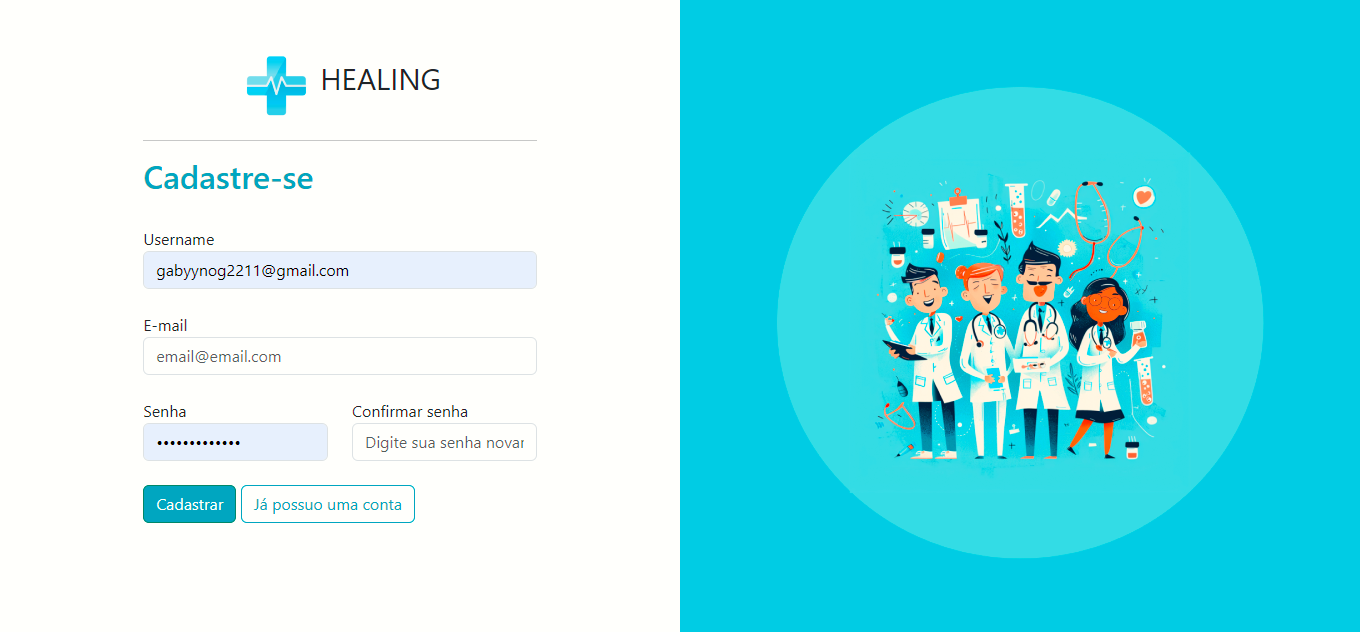 HEALING
Cadastre-se
Username
gabyynog2211@gmail.com
E-mail
email@email.com
Senha Confirmar senha
••••••••••••• Digite sua senha novar
Cadastrar Já possuo uma conta